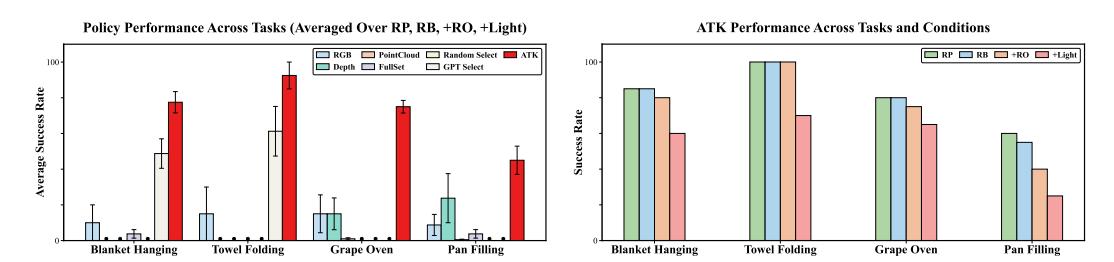 Policy Performance Across Tasks (Averaged Over RP, RB, +RO, +Light)
RGB
PointCloud
Random Select
ATK
Depth
FullSet
GPT Select
Average Success Rate
100
0
Blanket Hanging
Towel Folding
Grape Oven
Pan Filling
ATK Performance Across Tasks and Conditions
RP
RB
+RO
+Light
Success Rate
100
0
Blanket Hanging
Towel Folding
Grape Oven
Pan Filling